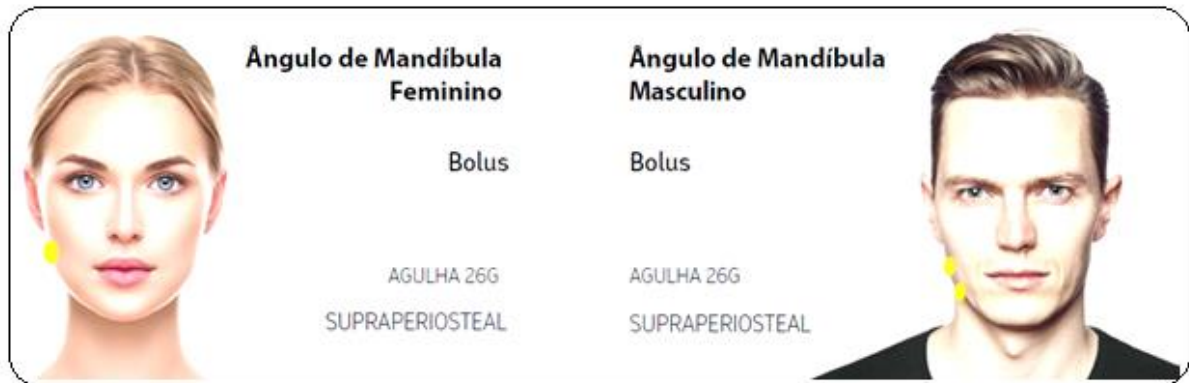 Ângulo de Mandíbula
Feminino
Bolus
AGULHA 26G
SUPRAPERIOSTEAL
Ângulo de Mandíbula
Masculino
Bolus
AGULHA 26G
SUPRAPERIOSTEAL